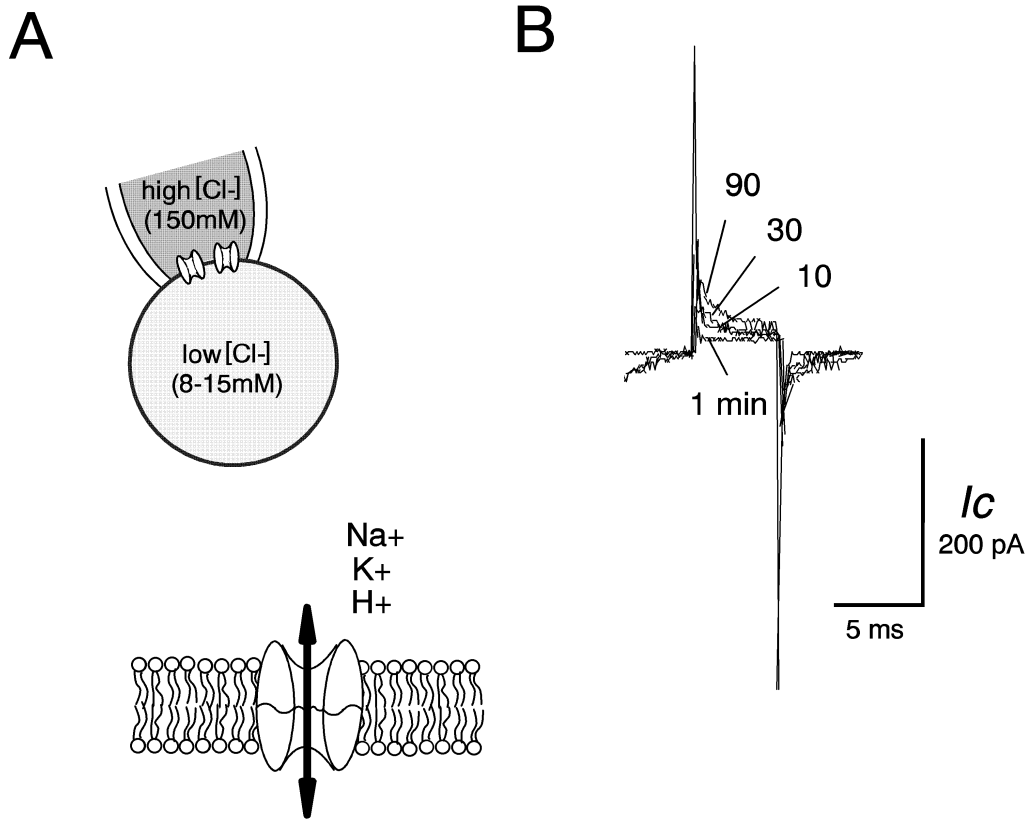 A
high [Cl-]
(150mM)
low [Cl-]
(8-15mM)
Na+
K+
H+
B
90
30
10
1 min
Ic
200 pA
5 ms